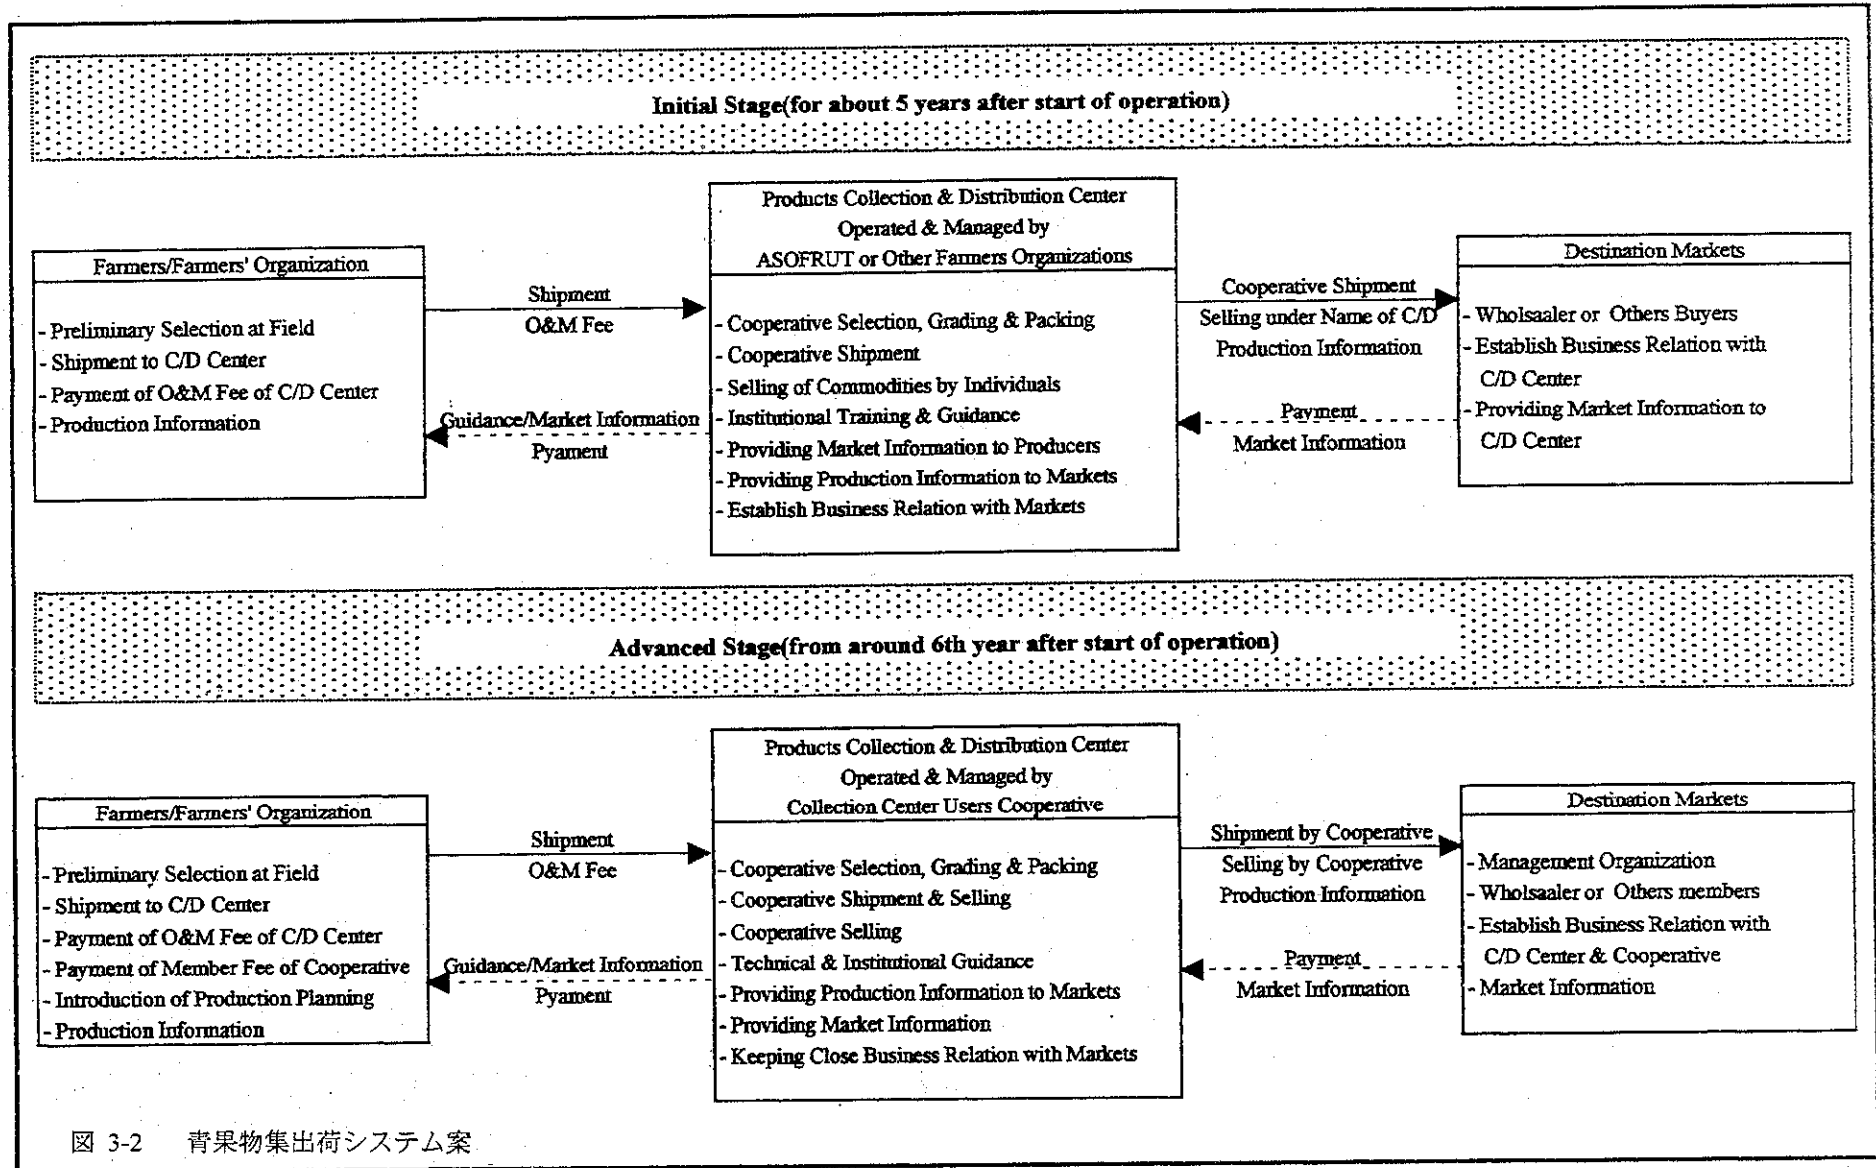 Initial Stage(for about 5 years after start of operation)
Farmers/Farmers' Organization
- Preliminary Selection at Field
- Shipment to C/D Center
- Payment of O&M Fee of C/D Center
- Production Information
Shipment
O&M Fee
Guidance/Market Information
Pyament
Products Collection & Distribution Center
Operated & Managed by
ASOFRUT or Other Farmers Organizations
- Cooperative Selection, Grading & Packing
- Cooperative Shipment
- Selling of Commodities by Individuals
- Institutional Training & Guidance
- Providing Market Information to Producers
- Providing Production Information to Markets
- Establish Business Relation with Markets
Cooperative Shipment
Selling under Name of C/D
Production Information
Payment
Market Information
Destination Markets
- Wholsaaler or Others Buyers
- Establish Business Relation with
C/D Center
- Providing Market Information to
C/D Center
Advanced Stage(from around 6th year after start of operation)
Farmers/Farmers' Organization
- Preliminary Selection at Field
- Shipment to C/D Center
- Payment of O&M Fee of C/D Center
- Payment of Member Fee of Cooperative
- Introduction of Production Planning
- Production Information
Shipment
O&M Fee
Guidance/Market Information
Pyament
Products Collection & Distribution Center
Operated & Managed by
Collection Center Users Cooperative
- Cooperative Selection, Grading & Packing
- Cooperative Shipment & Selling
- Cooperative Selling
- Technical & Institutional Guidance
- Providing Production Information to Markets
- Providing Market Information
- Keeping Close Business Relation with Markets
Shipment by Cooperative
Selling by Cooperative
Production Information
Payment
Market Information
Destination Markets
- Management Organization
- Wholsaaler or Others members
- Establish Business Relation with
C/D Center & Cooperative
- Market Information
図 3-2 青果物集出荷システム案